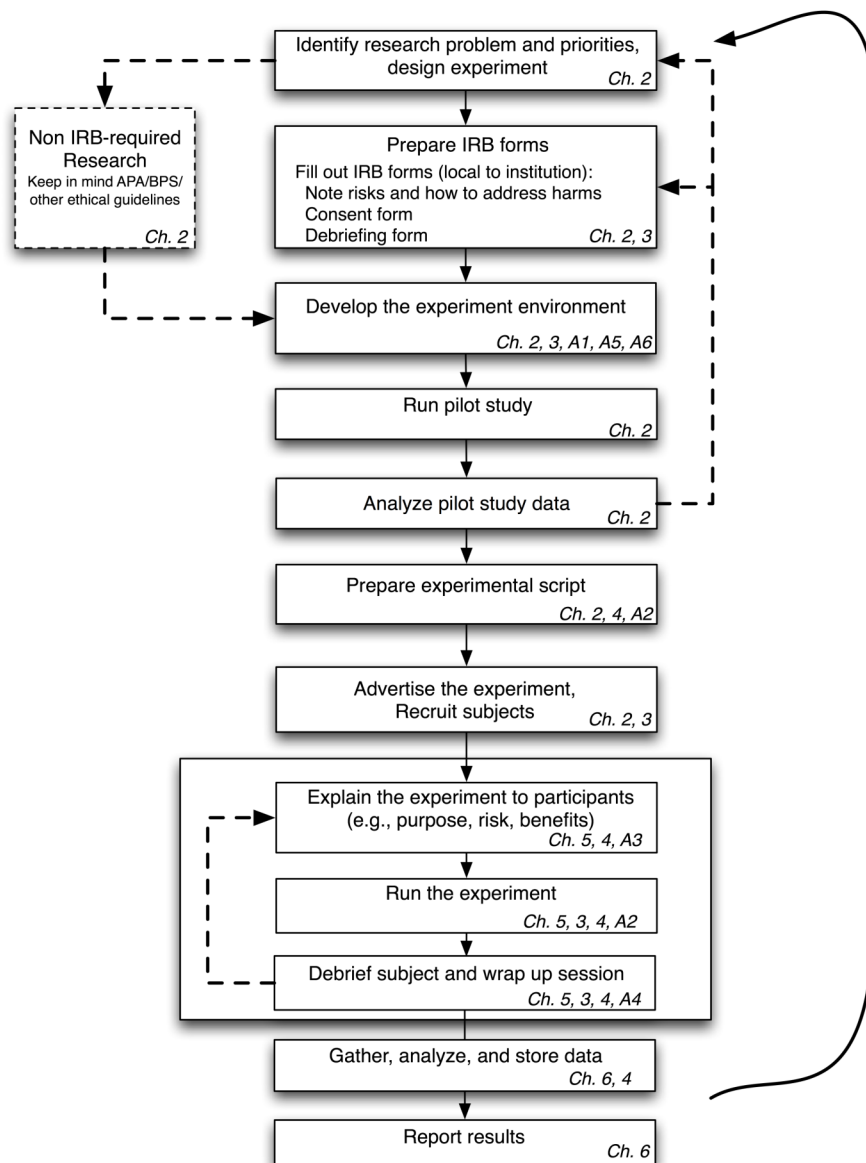 Identify research problem and priorities,
design experiment
Ch. 2
Non IRB-required
Research
Keep in mind APA/BPS/
other ethical guidelines
Ch. 2
Prepare IRB forms
Fill out IRB forms (local to institution):
Note risks and how to address harms
Consent form
Debriefing form
Ch. 2, 3
Develop the experiment environment
Ch. 2, 3, A1, A5, A6
Run pilot study
Ch. 2
Analyze pilot study data
Ch. 2
Prepare experimental script
Ch. 2, 4, A2
Advertise the experiment,
Recruit subjects
Ch. 2, 3
Explain the experiment to participants
(e.g., purpose, risk, benefits)
Ch. 5, 4, A3
Run the experiment
Ch. 5, 3, 4, A2
Debrief subject and wrap up session
Ch. 5, 3, 4, A4
Gather, analyze, and store data
Ch. 6, 4
Report results
Ch. 6